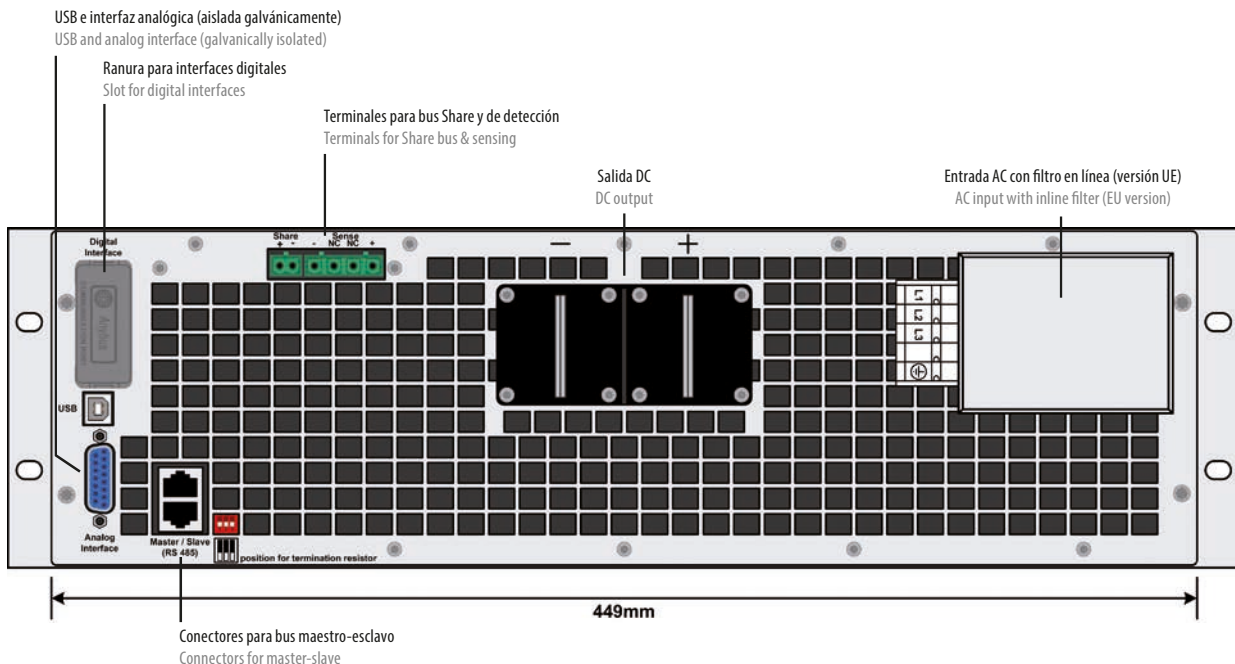 USB e interfaz analógica (aislada galvánicamente)
USB and analog interface (galvanically isolated)
Ranura para interfaces digitales
Slot for digital interfaces
Terminales para bus Share y de detección
Terminals for Share bus & sensing
Salida DC
DC output
Entrada AC con filtro en línea (versión UE)
AC input with inline filter (EU version)
Digital
Interface
Share
+ -
Sense
- NC NC +
− +
L1
L2
L3
Anybus
USB
Analog
Interface
Master / Slave
(RS 485)
position for termination resistor
449mm
Conectores para bus maestro-esclavo
Connectors for master-slave